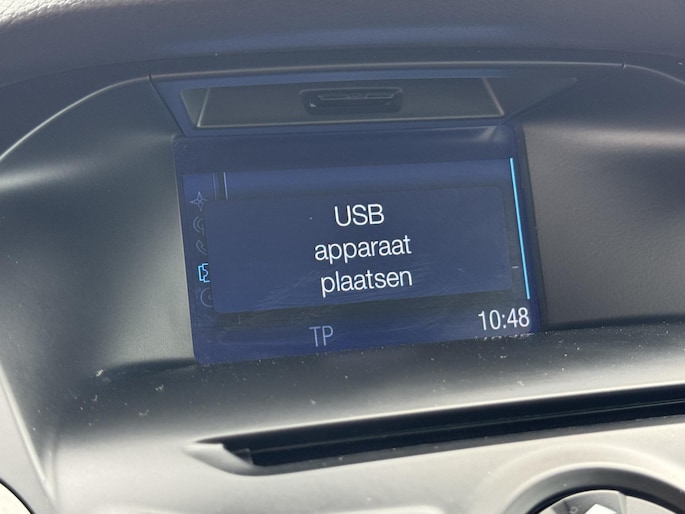 USB
apparaat
plaatsen
TP
10:48